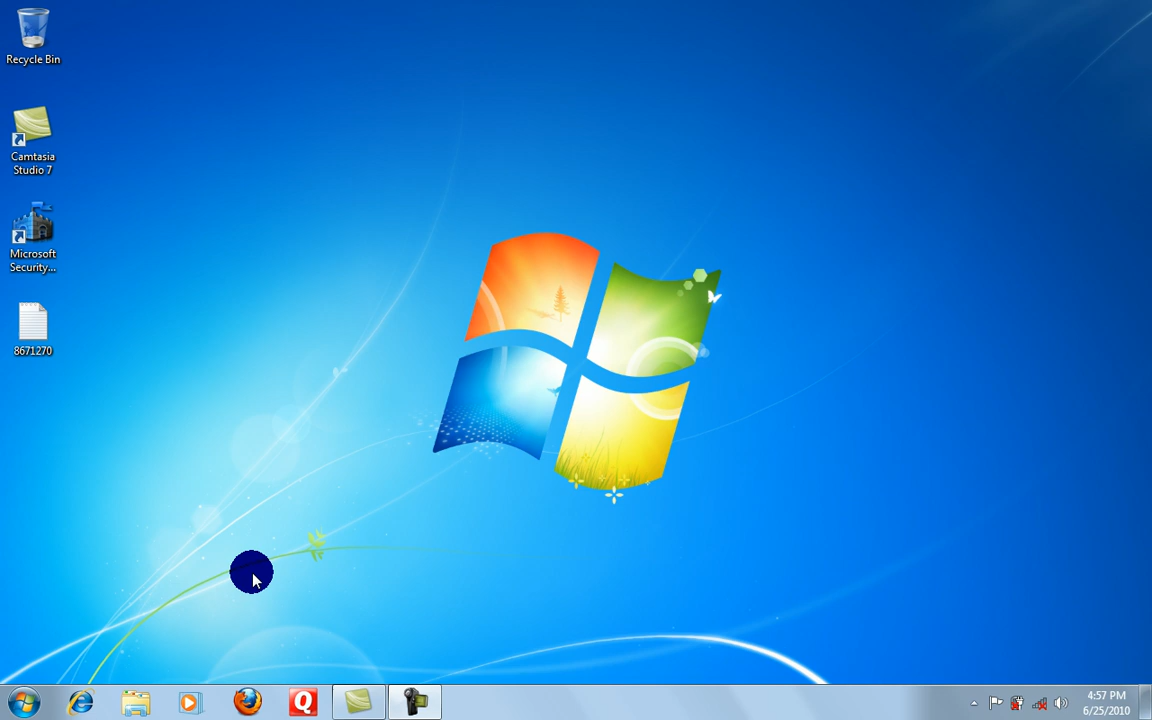 Recycle Bin
Camtasia
Studio 7
Microsoft
Security...
8671270
4:57 PM
6/25/2010